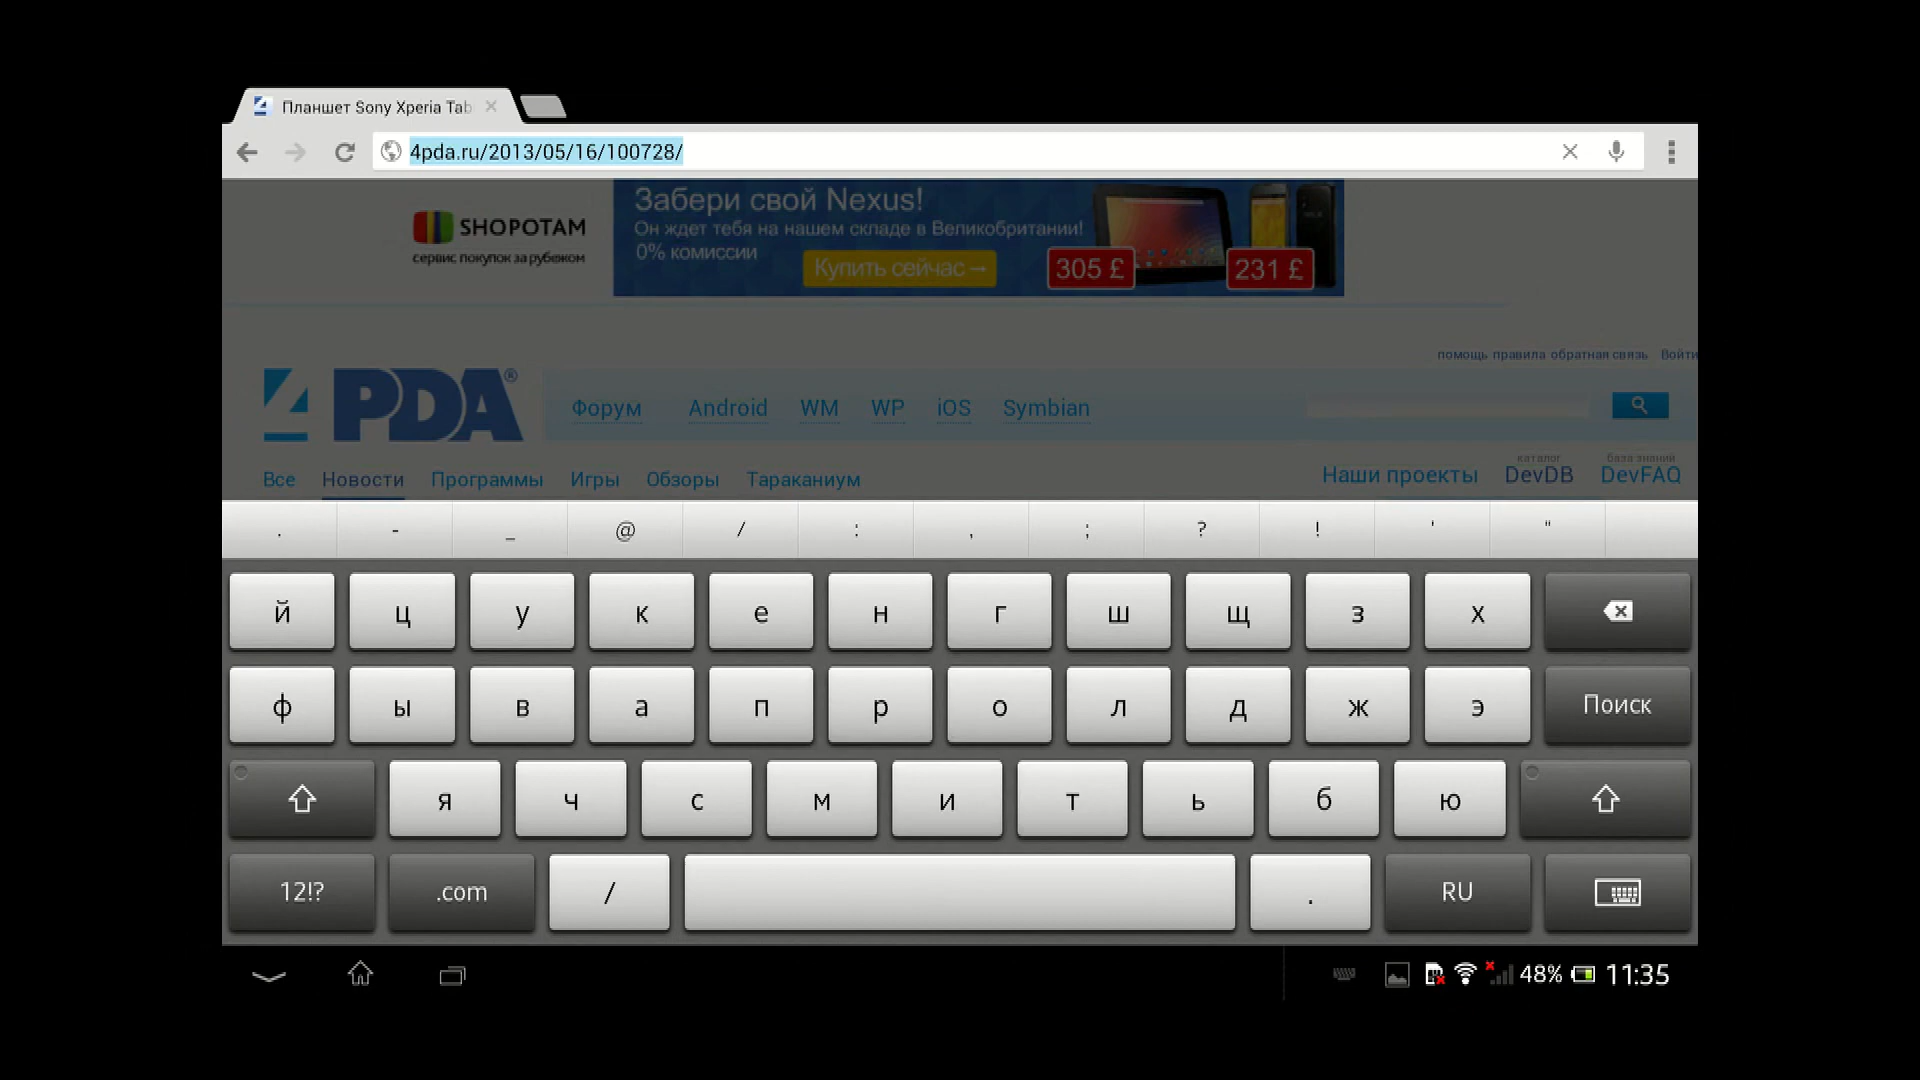 Планшет Sony Xperia Tab
4pda.ru/2013/05/16/100728/
SHOPOTAM
сервис покупок за рубежом
Забери свой Nexus!
Он ждет тебя на нашем складе в Великобритании!
0% комиссии
Купить сейчас →
305 £
231 £
помощь правила обратная связь Войти
4PDA®
Форум Android WM WP iOS Symbian
Все Новости Программы Игры Обзоры Тараканиум
Наши проекты каталог DevDB база знаний DevFAQ
. - _ @ / : , ; ? ! ' "
й ц у к е н г ш щ з х
ф ы в а п р о л д ж э Поиск
я ч с м и т ь б ю
12!? .com / . RU
48% 11:35